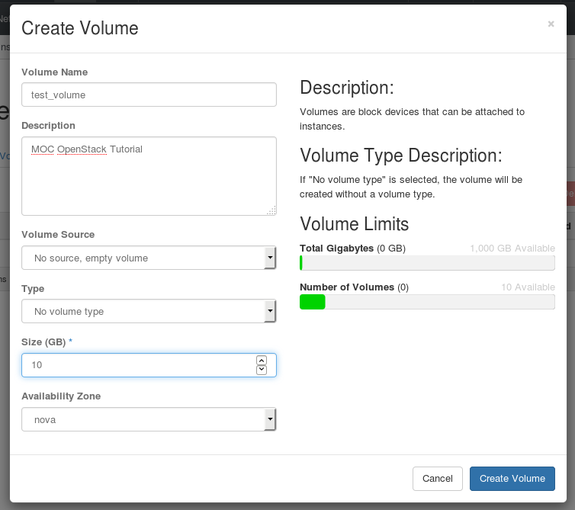 Create Volume
×
Volume Name
test_volume
Description
MOC OpenStack Tutorial
Volume Source
No source, empty volume
Type
No volume type
Size (GB) *
10
Availability Zone
nova
Description:
Volumes are block devices that can be attached to
instances.
Volume Type Description:
If "No volume type" is selected, the volume will be
created without a volume type.
Volume Limits
Total Gigabytes (0 GB) 1,000 GB Available
Number of Volumes (0) 10 Available
Cancel
Create Volume